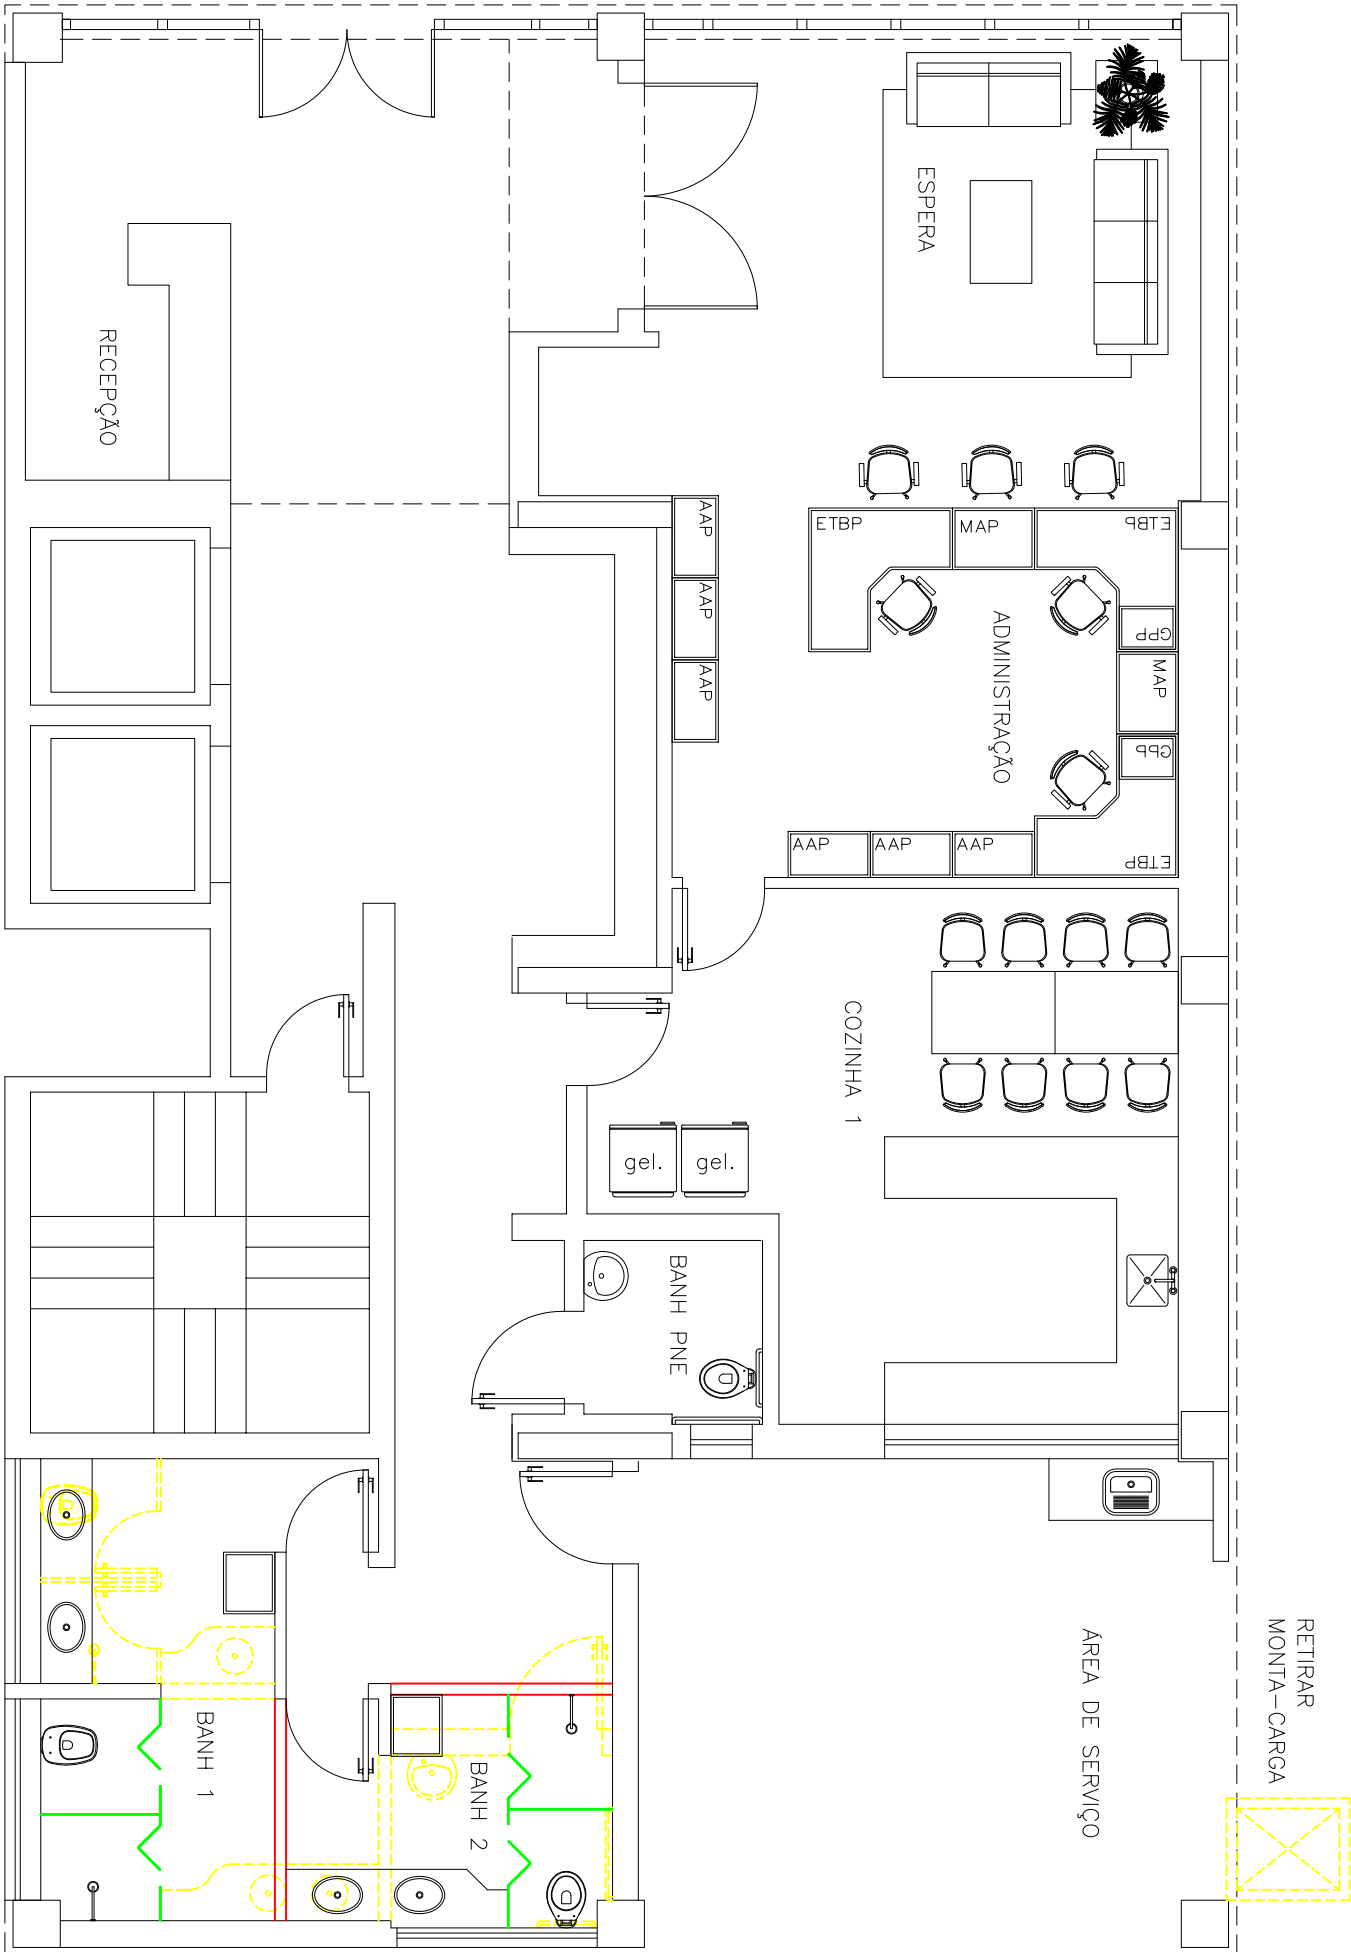 ESPERA
RECEPÇÃO
AAP
AAP
AAP
ETBP
MAP
ETBP
GPP
MAP
GPP
ETBP
ADMINISTRAÇÃO
AAP
AAP
AAP
COZINHA 1
gel.
gel.
BANH PNE
RETIRAR
MONTA-CARGA
ÁREA DE SERVIÇO
BANH 1
BANH 2